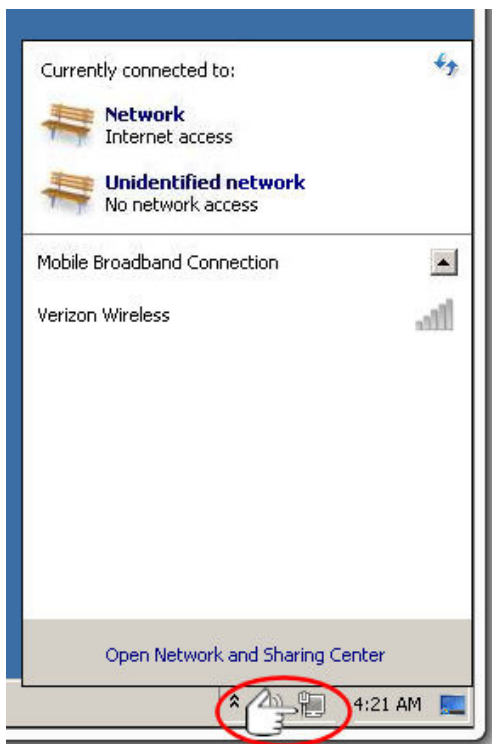 Currently connected to:
Network
Internet access
Unidentified network
No network access
Mobile Broadband Connection
Verizon Wireless
Open Network and Sharing Center
4:21 AM